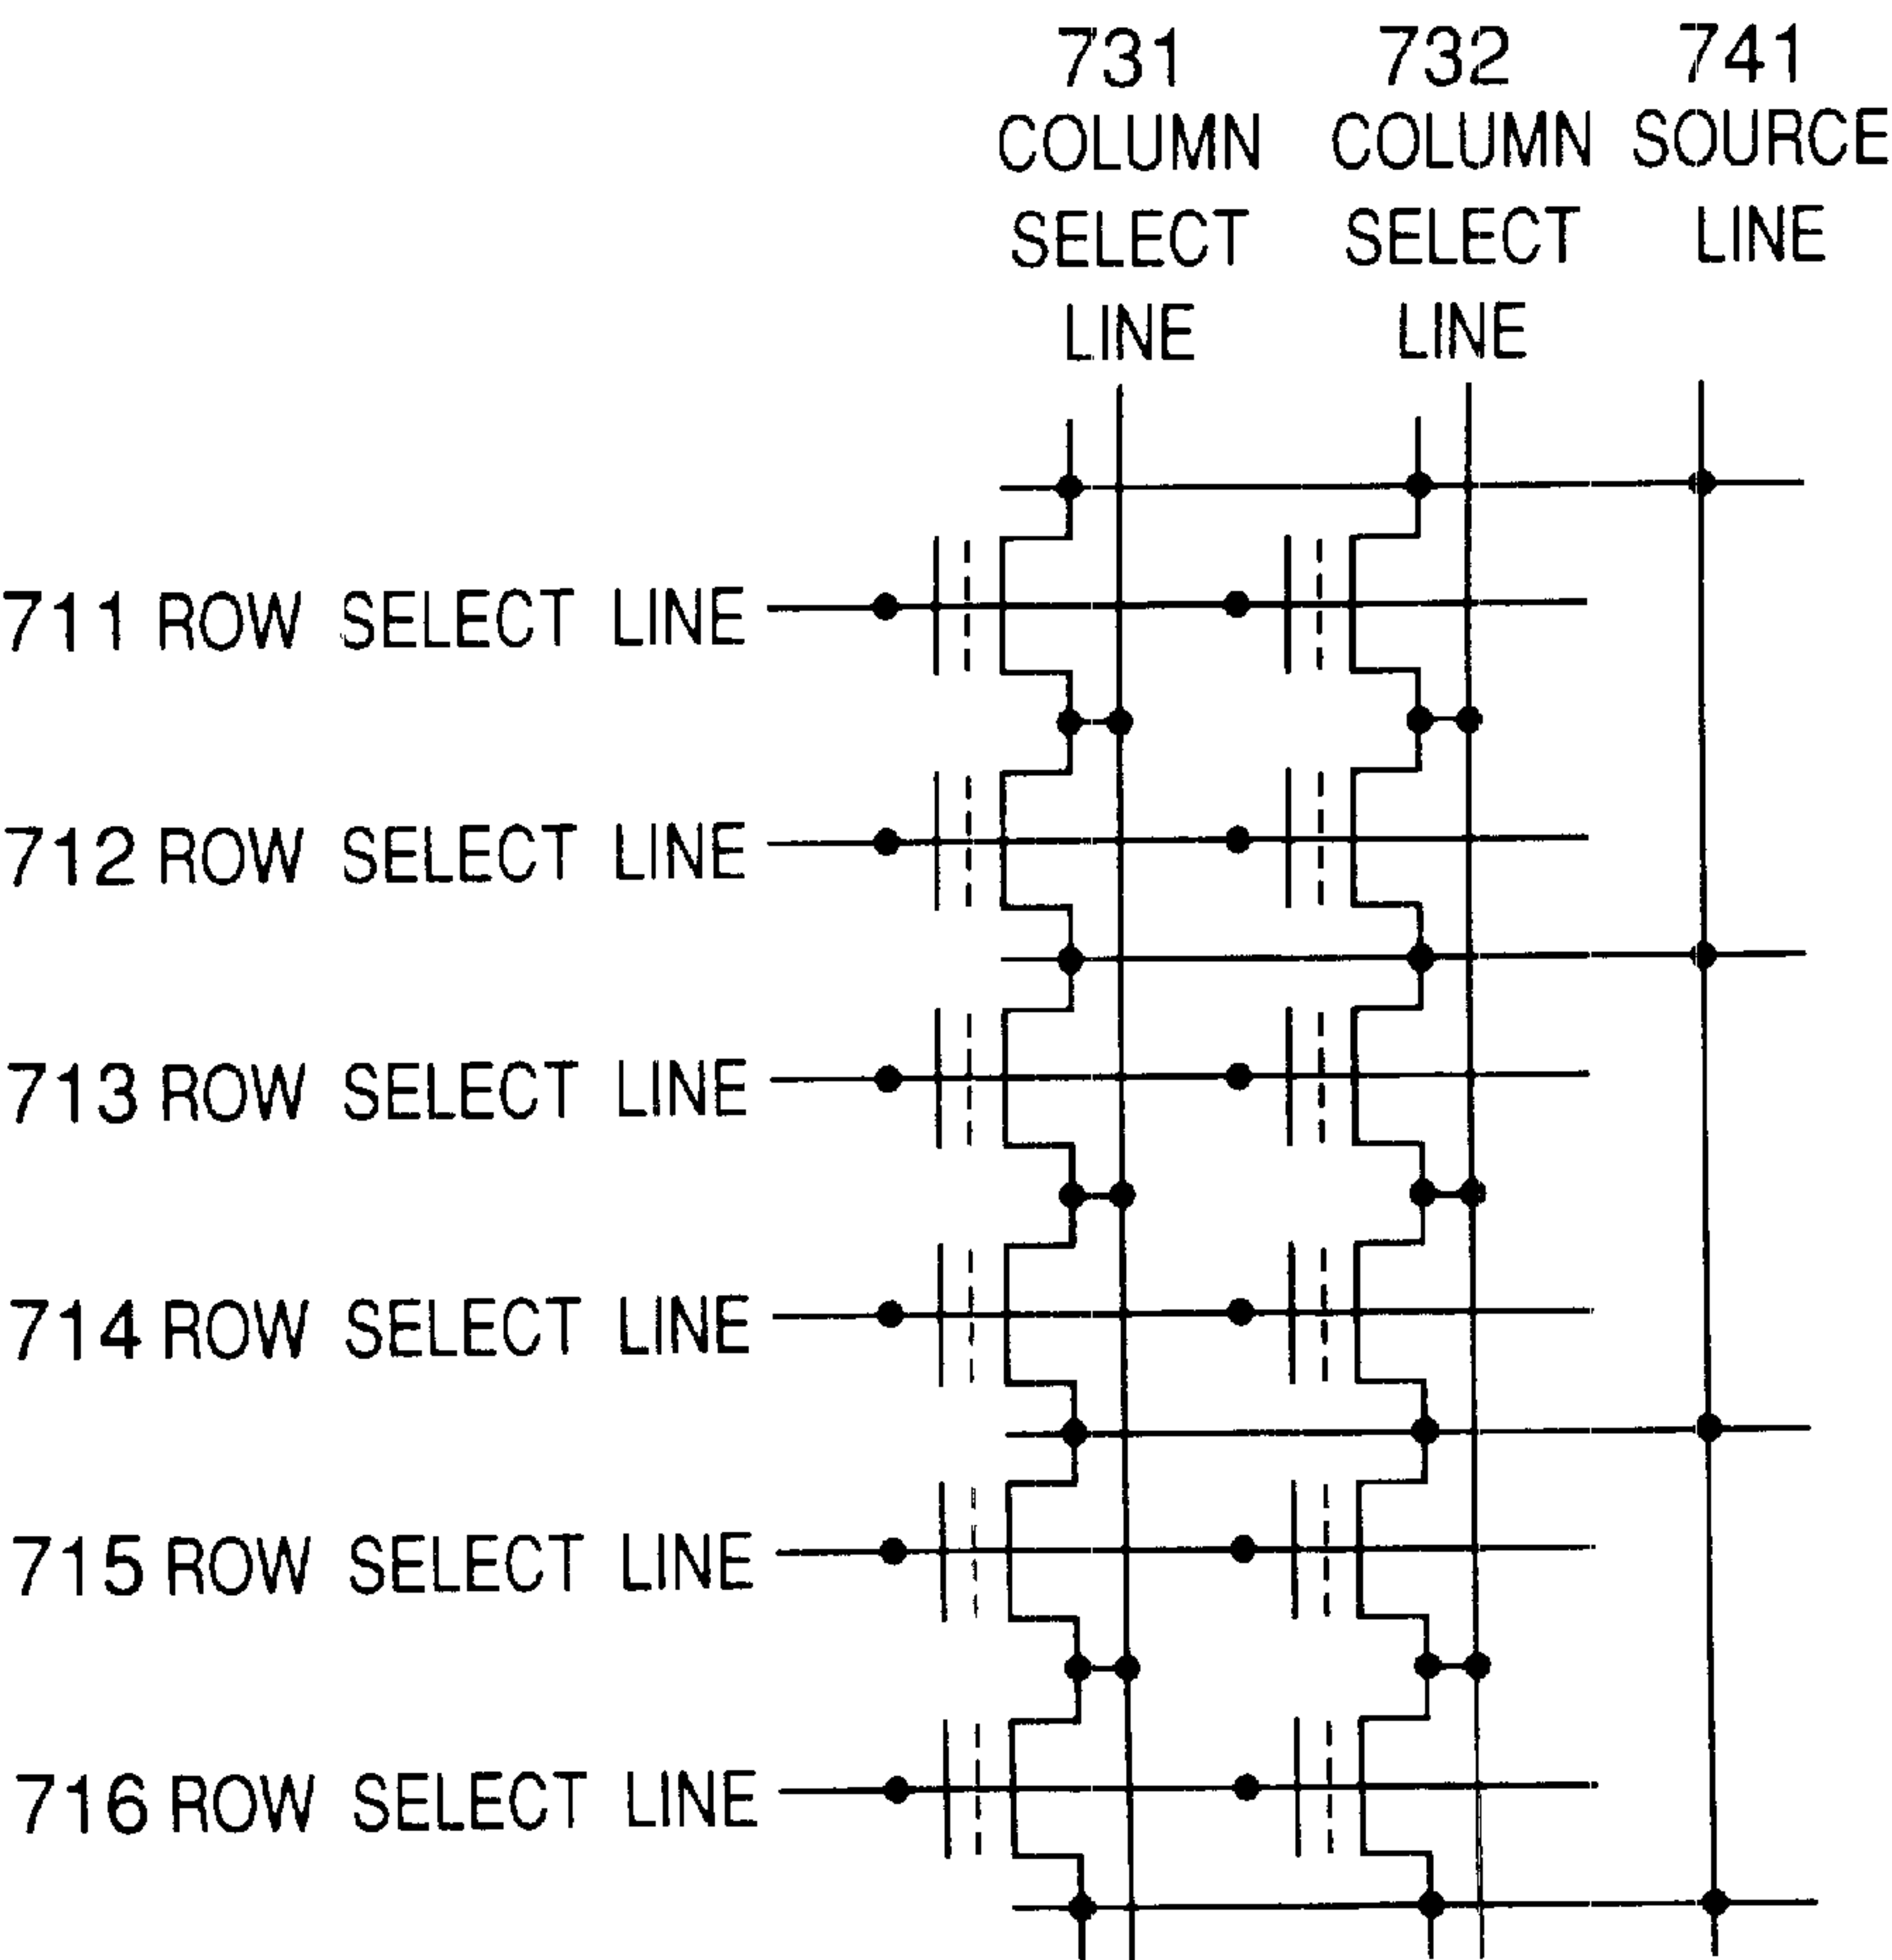 731 732 741
COLUMN COLUMN SOURCE
SELECT SELECT LINE
LINE LINE
711 ROW SELECT LINE
712 ROW SELECT LINE
713 ROW SELECT LINE
714 ROW SELECT LINE
715 ROW SELECT LINE
716 ROW SELECT LINE